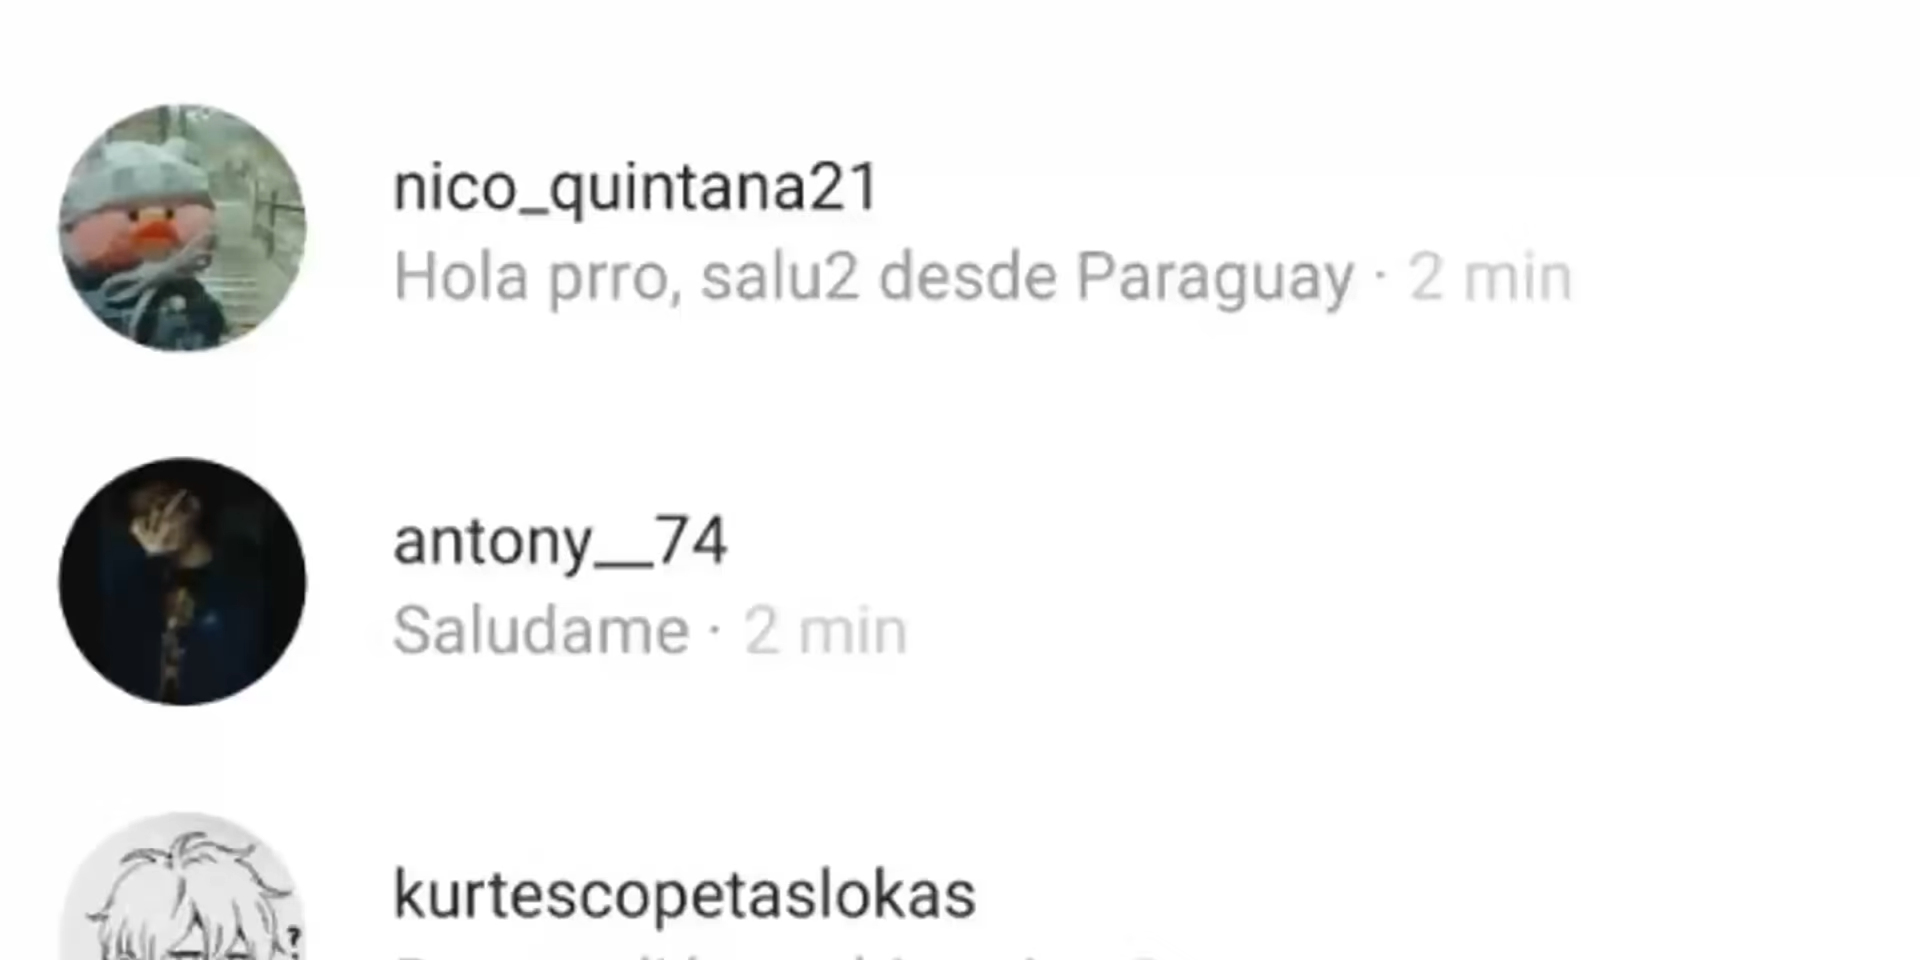 nico_quintana21
Hola prro, salu2 desde Paraguay · 2 min
antony__74
Saludame · 2 min
kurtescopetaslokas